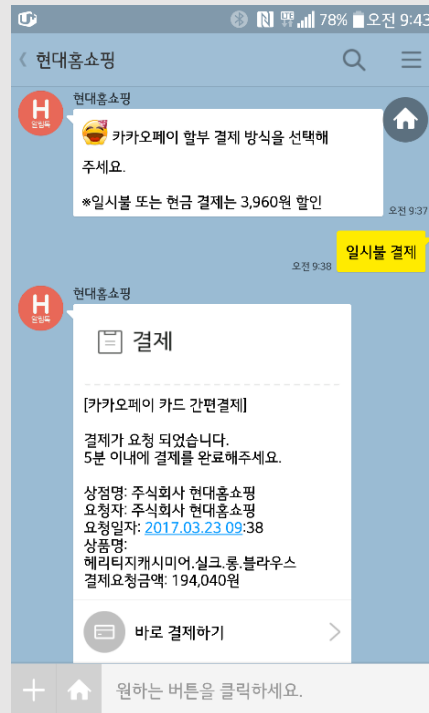 LTE 78% 오전 9:43
현대홈쇼핑
현대홈쇼핑
H
알림톡
카카오페이 할부 결제 방식을 선택해
주세요.
※일시불 또는 현금 결제는 3,960원 할인
오전 9:37
일시불 결제
오전 9:38
현대홈쇼핑
H
알림톡
결제
[카카오페이 카드 간편결제]
결제가 요청 되었습니다.
5분 이내에 결제를 완료해주세요.
상점명: 주식회사 현대홈쇼핑
요청자: 주식회사 현대홈쇼핑
요청일자: 2017.03.23 09:38
상품명:
헤리티지캐시미어.실크.롱.블라우스
결제요청금액: 194,040원
바로 결제하기
원하는 버튼을 클릭하세요.